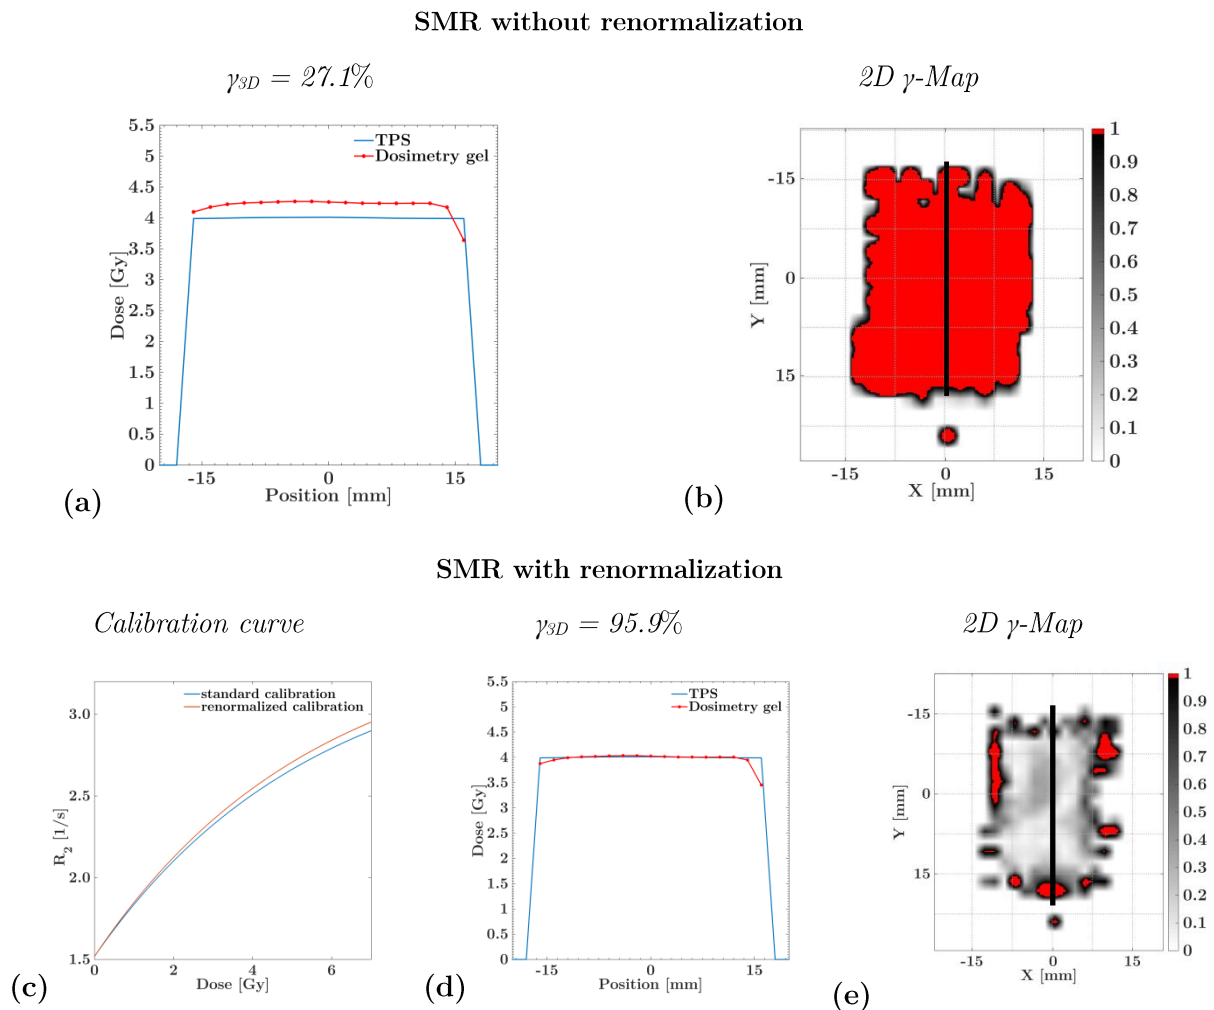 SMR without renormalization
γ3D = 27.1%
2D γ-Map
5.5
5
4.5
4
3.5
3
2.5
2
1.5
1
0.5
0
Dose [Gy]
TPS
Dosimetry gel
-15 0 15
Position [mm]
(a)
-15
0
15
Y [mm]
-15 0 15
X [mm]
1
0.9
0.8
0.7
0.6
0.5
0.4
0.3
0.2
0.1
0
(b)
SMR with renormalization
Calibration curve
γ3D = 95.9%
2D γ-Map
3.0
2.5
2.0
1.5
R2 [1/s]
standard calibration
renormalized calibration
0 2 4 6
Dose [Gy]
(c)
5.5
5
4.5
4
3.5
3
2.5
2
1.5
1
0.5
0
Dose [Gy]
TPS
Dosimetry gel
-15 0 15
Position [mm]
(d)
-15
0
15
Y [mm]
-15 0 15
X [mm]
1
0.9
0.8
0.7
0.6
0.5
0.4
0.3
0.2
0.1
0
(e)